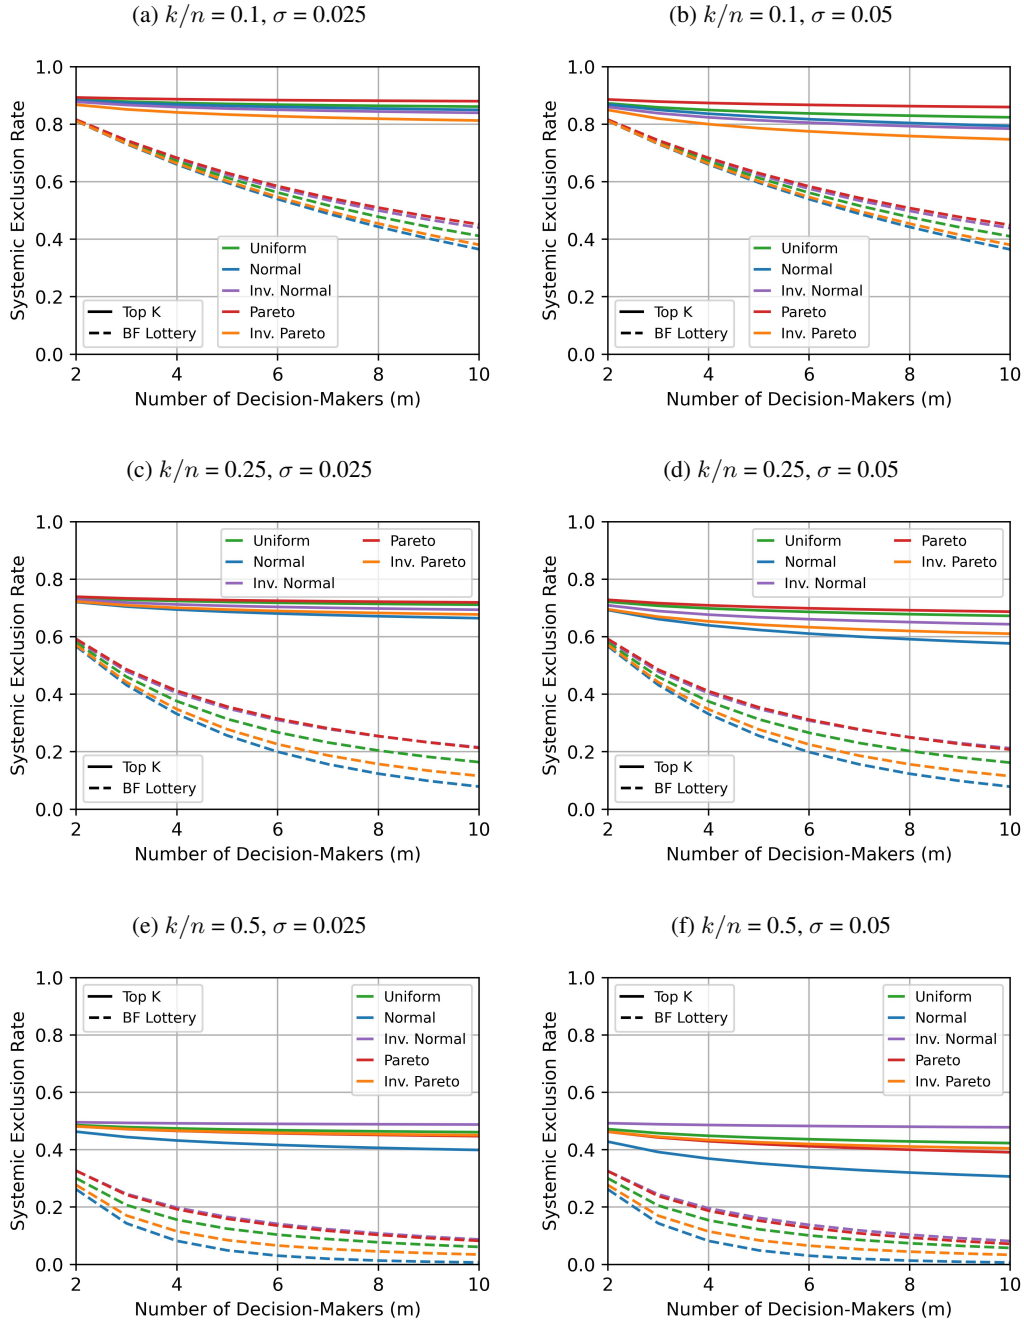 (a) k/n = 0.1, σ = 0.025
1.0
0.8
0.6
0.4
0.2
0.0
Systemic Exclusion Rate
Uniform
Normal
Inv. Normal
Pareto
Inv. Pareto
Top K
BF Lottery
2 4 6 8 10
Number of Decision-Makers (m)
(b) k/n = 0.1, σ = 0.05
1.0
0.8
0.6
0.4
0.2
0.0
Systemic Exclusion Rate
Uniform
Normal
Inv. Normal
Pareto
Inv. Pareto
Top K
BF Lottery
2 4 6 8 10
Number of Decision-Makers (m)
(c) k/n = 0.25, σ = 0.025
1.0
0.8
0.6
0.4
0.2
0.0
Systemic Exclusion Rate
Uniform Pareto
Normal Inv. Pareto
Inv. Normal
Top K
BF Lottery
2 4 6 8 10
Number of Decision-Makers (m)
(d) k/n = 0.25, σ = 0.05
1.0
0.8
0.6
0.4
0.2
0.0
Systemic Exclusion Rate
Uniform Pareto
Normal Inv. Pareto
Inv. Normal
Top K
BF Lottery
2 4 6 8 10
Number of Decision-Makers (m)
(e) k/n = 0.5, σ = 0.025
1.0
0.8
0.6
0.4
0.2
0.0
Systemic Exclusion Rate
Top K
BF Lottery
Uniform
Normal
Inv. Normal
Pareto
Inv. Pareto
2 4 6 8 10
Number of Decision-Makers (m)
(f) k/n = 0.5, σ = 0.05
1.0
0.8
0.6
0.4
0.2
0.0
Systemic Exclusion Rate
Top K
BF Lottery
Uniform
Normal
Inv. Normal
Pareto
Inv. Pareto
2 4 6 8 10
Number of Decision-Makers (m)